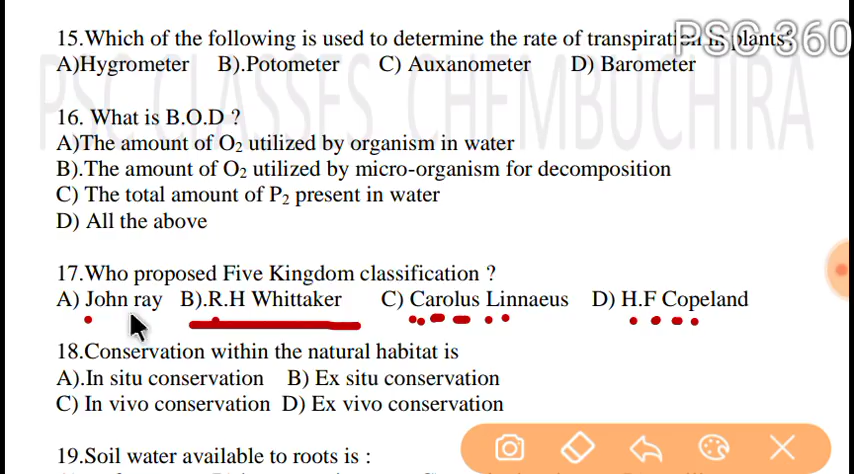 PSC 360
15.Which of the following is used to determine the rate of transpiration in plants?
A)Hygrometer B).Potometer C) Auxanometer D) Barometer
PSC CLASSES CHEMBUCHIRA
16. What is B.O.D ?
A)The amount of O₂ utilized by organism in water
B).The amount of O₂ utilized by micro-organism for decomposition
C) The total amount of P₂ present in water
D) All the above
17.Who proposed Five Kingdom classification ?
A) John ray B).R.H Whittaker C) Carolus Linnaeus D) H.F Copeland
18.Conservation within the natural habitat is
A).In situ conservation B) Ex situ conservation
C) In vivo conservation D) Ex vivo conservation
19.Soil water available to roots is :